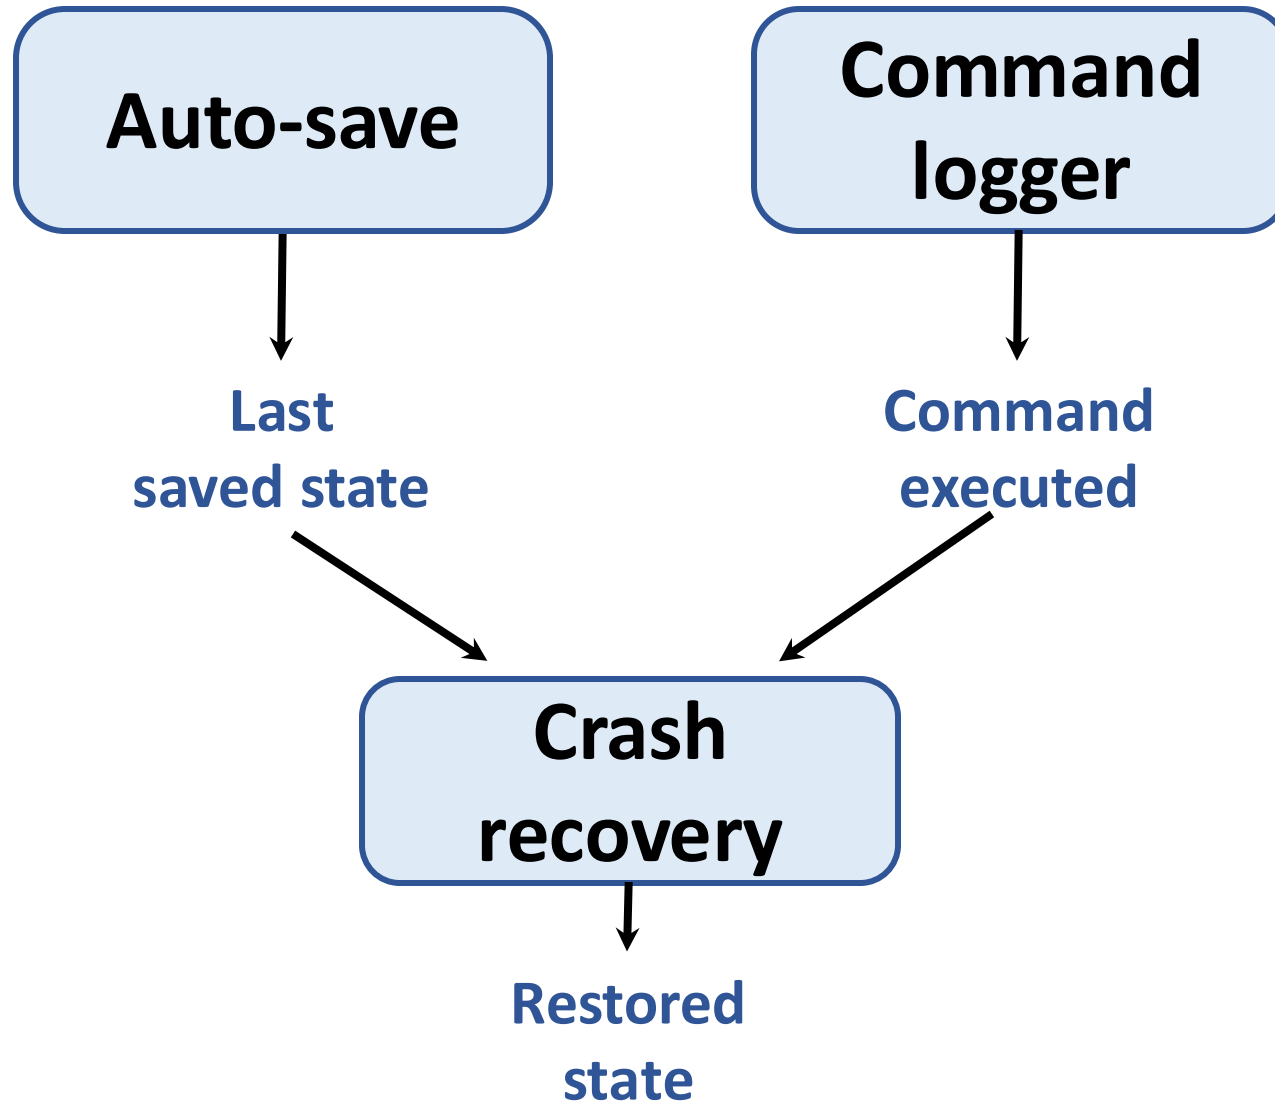 Auto-save
Command
logger
Last
saved state
Command
executed
Crash
recovery
Restored
state